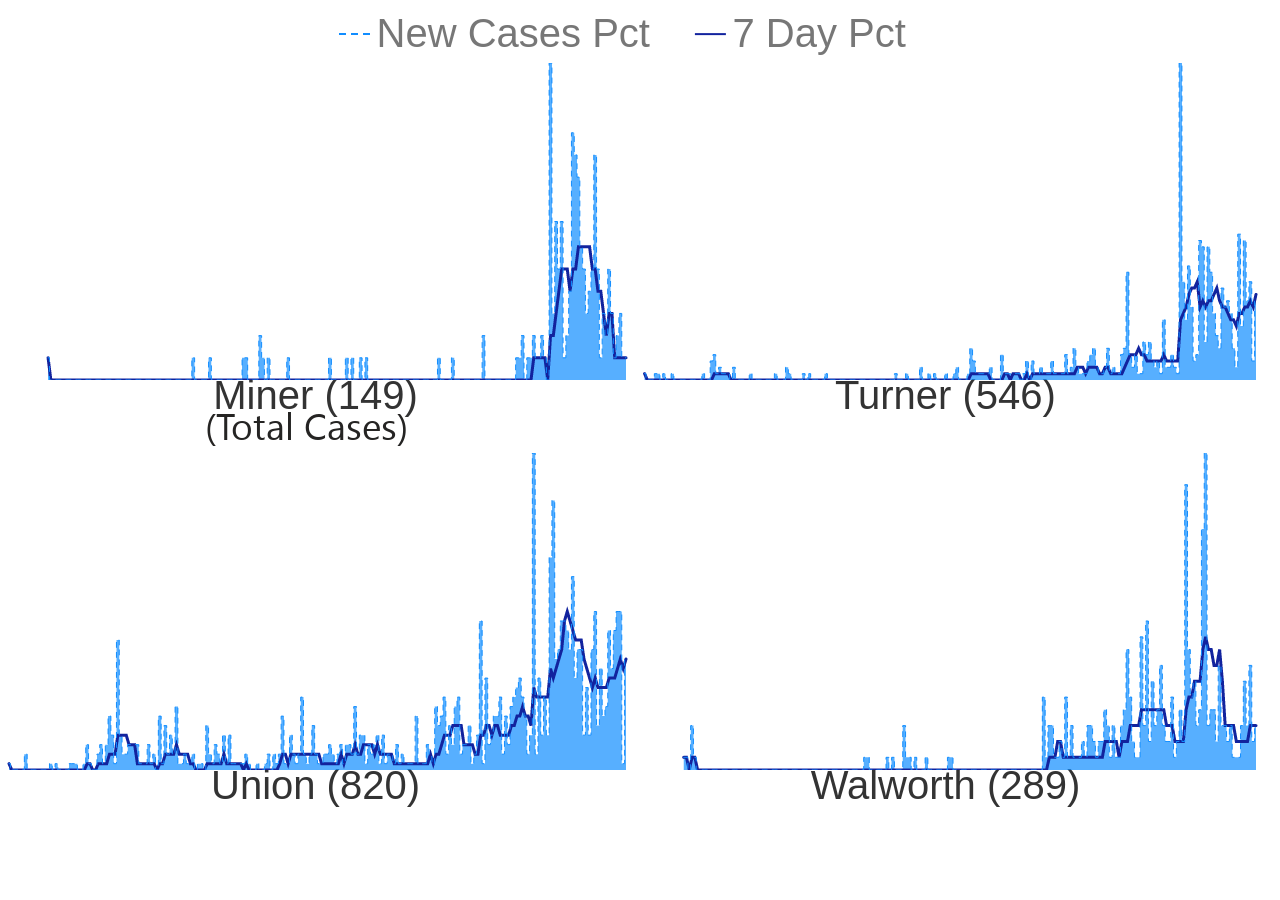 New Cases Pct 7 Day Pct
Miner (149) Turner (546)
(Total Cases)
Union (820) Walworth (289)